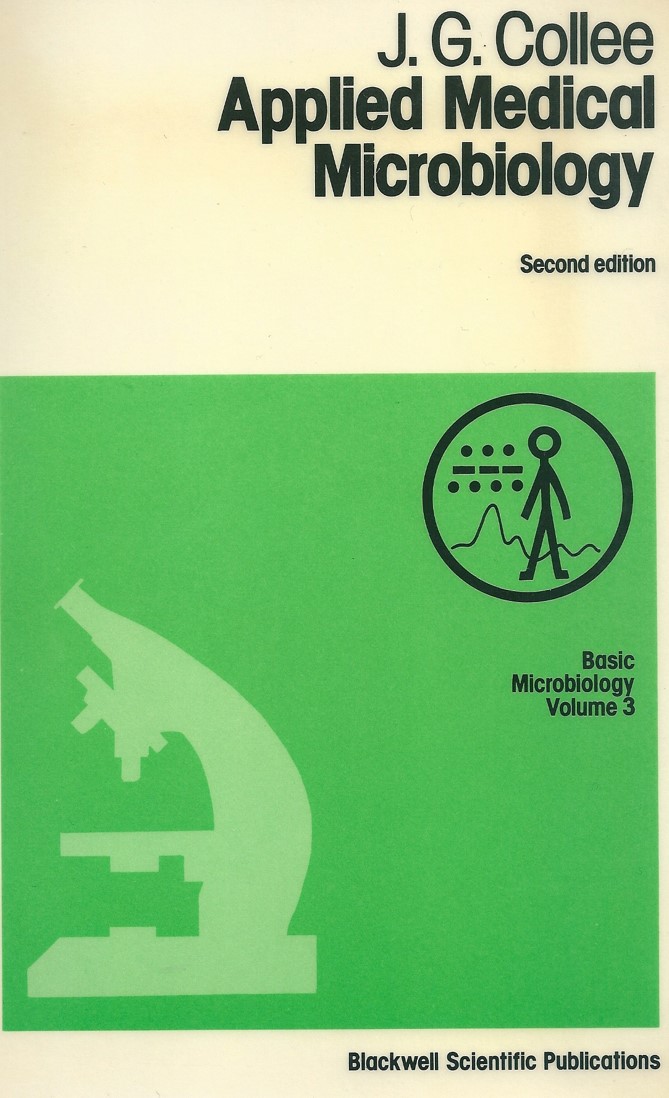 J. G. Collee
Applied Medical
Microbiology
Second edition
Basic
Microbiology
Volume 3
Blackwell Scientific Publications